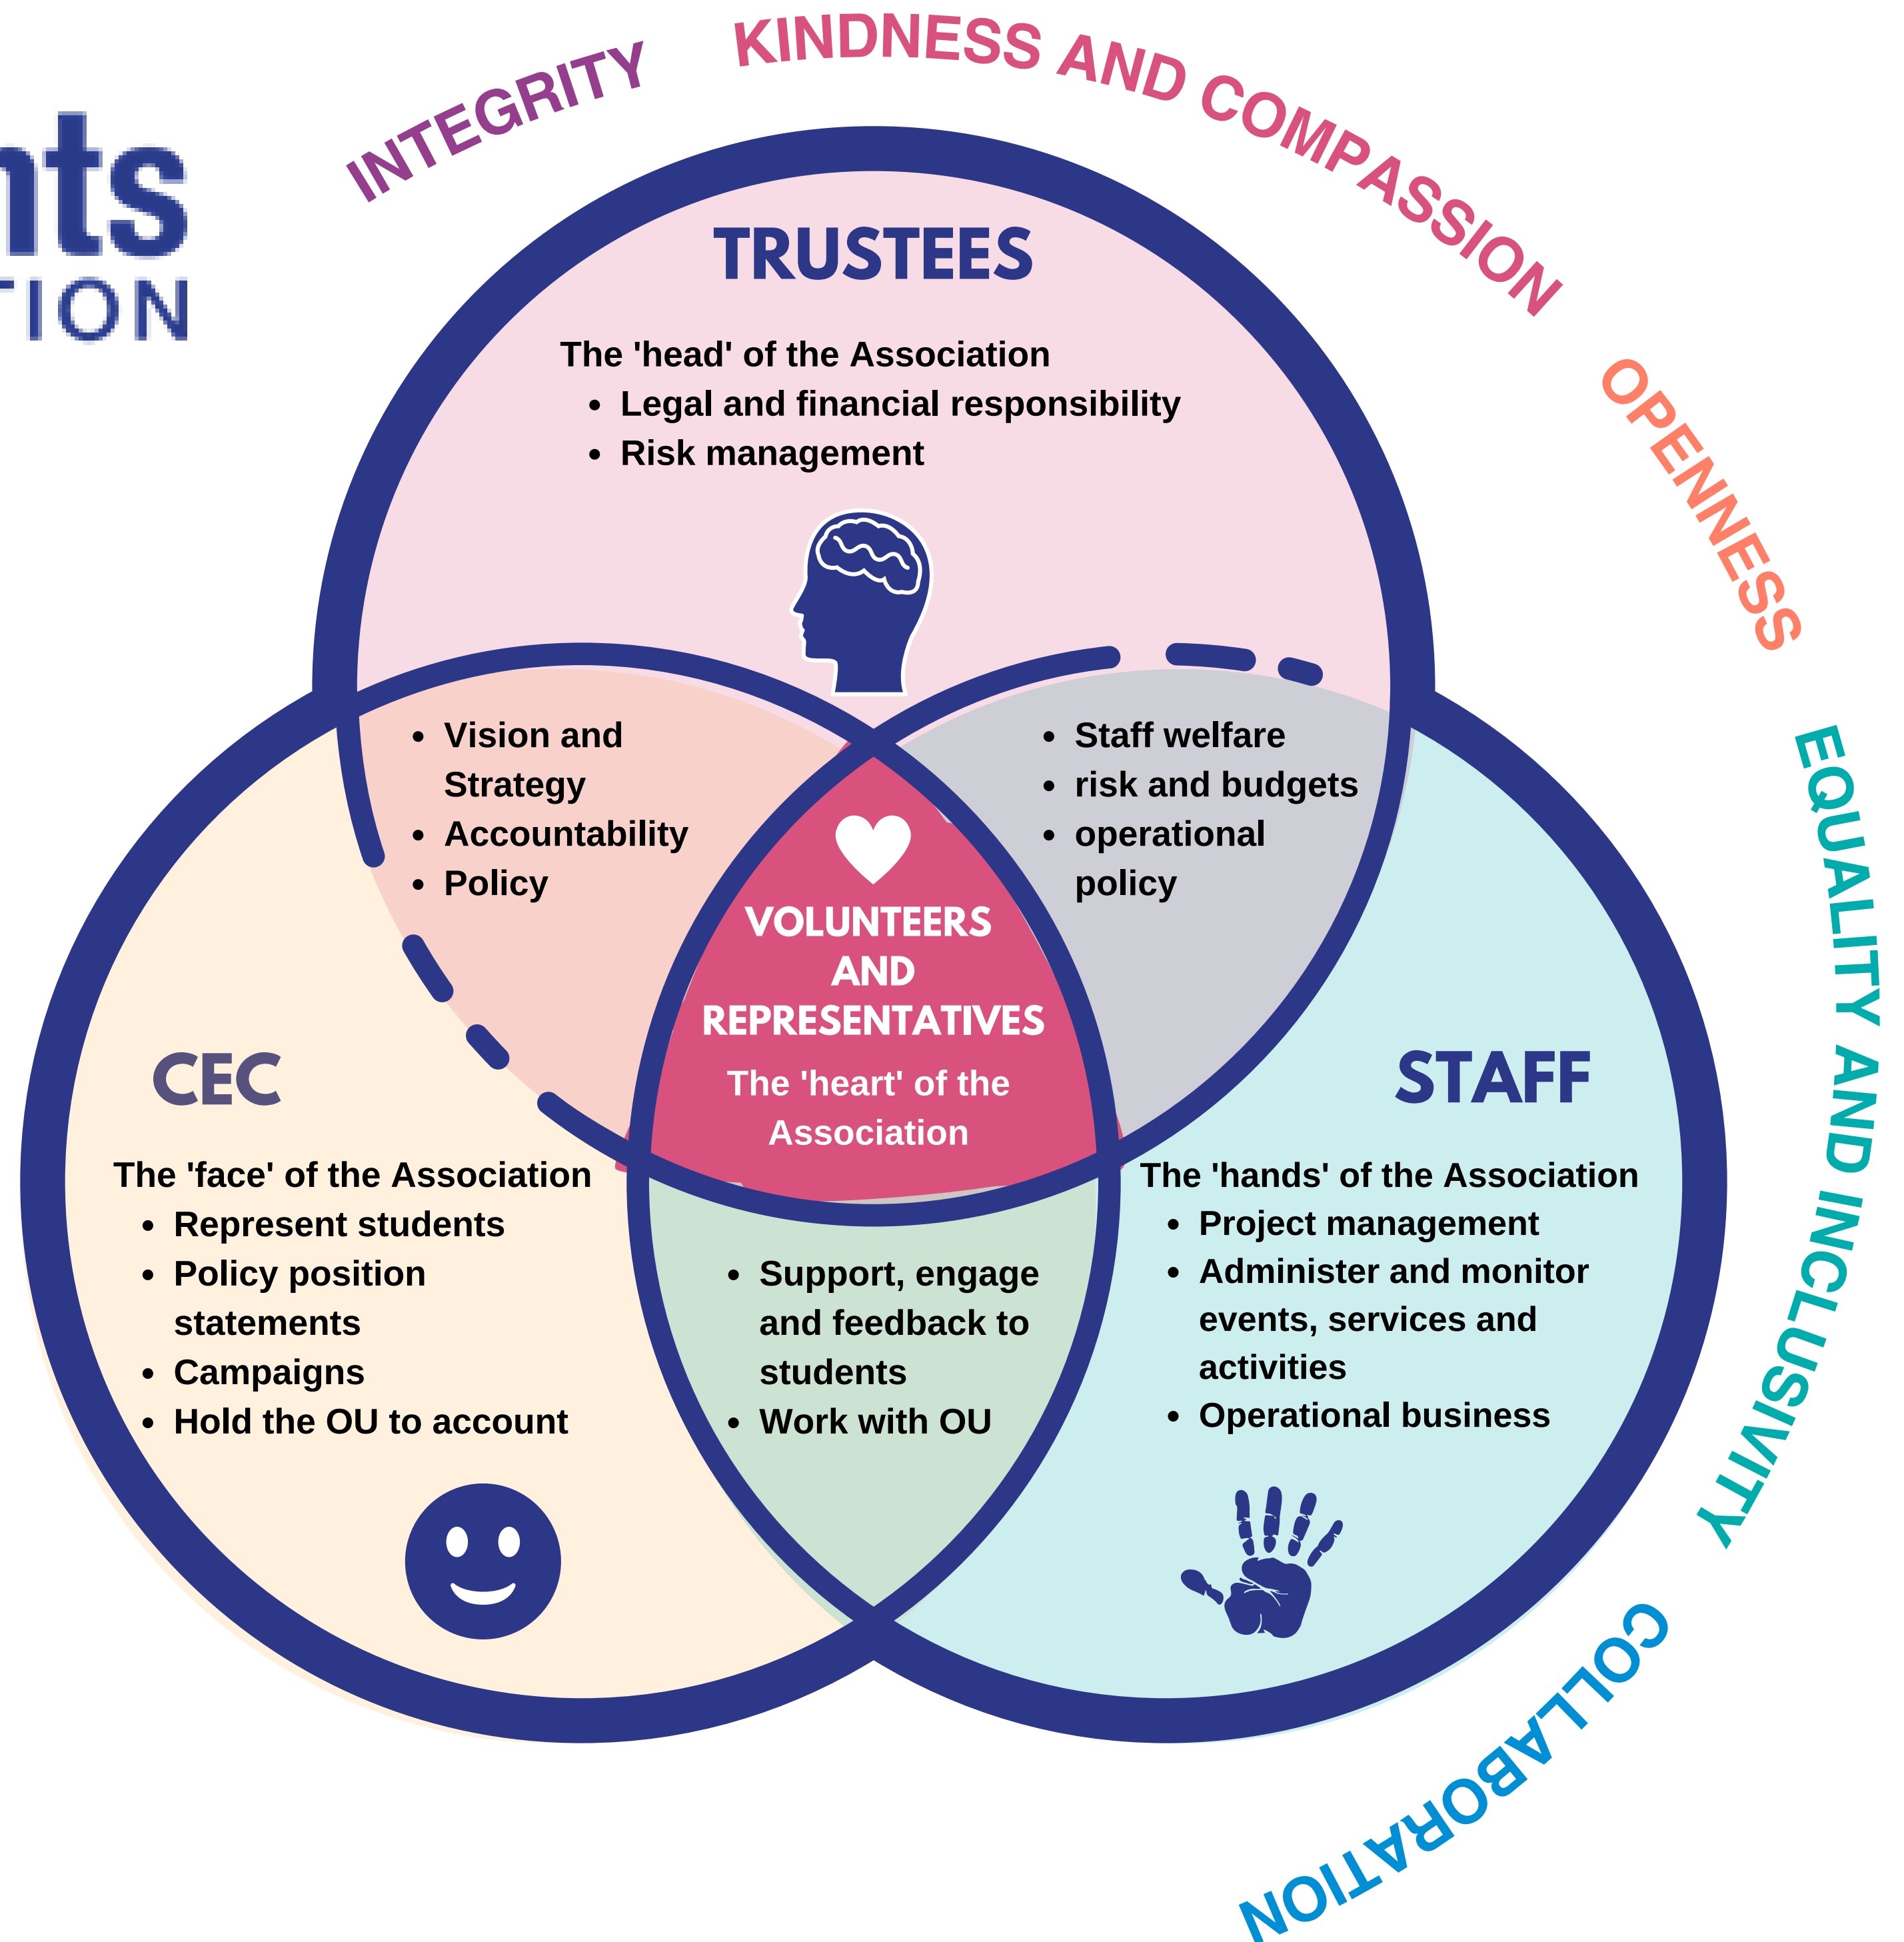 INTEGRITY
KINDNESS AND COMPASSION
OPENNESS
EQUALITY AND INCLUSIVITY
COLLABORATION
TRUSTEES
The 'head' of the Association
• Legal and financial responsibility
• Risk management
• Vision and
Strategy
• Accountability
• Policy
• Staff welfare
• risk and budgets
• operational
policy
VOLUNTEERS
AND
REPRESENTATIVES
The 'heart' of the
Association
CEC
The 'face' of the Association
• Represent students
• Policy position
statements
• Campaigns
• Hold the OU to account
• Support, engage
and feedback to
students
• Work with OU
STAFF
The 'hands' of the Association
• Project management
• Administer and monitor
events, services and
activities
• Operational business